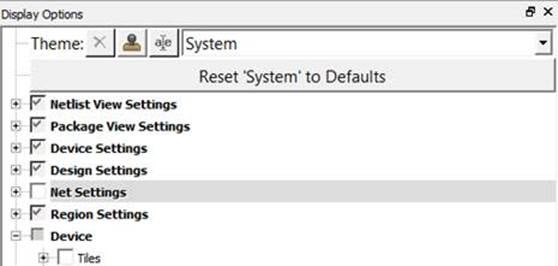 Display Options
Theme: a/e System
Reset 'System' to Defaults
Netlist View Settings
Package View Settings
Device Settings
Design Settings
Net Settings
Region Settings
Device
Tiles